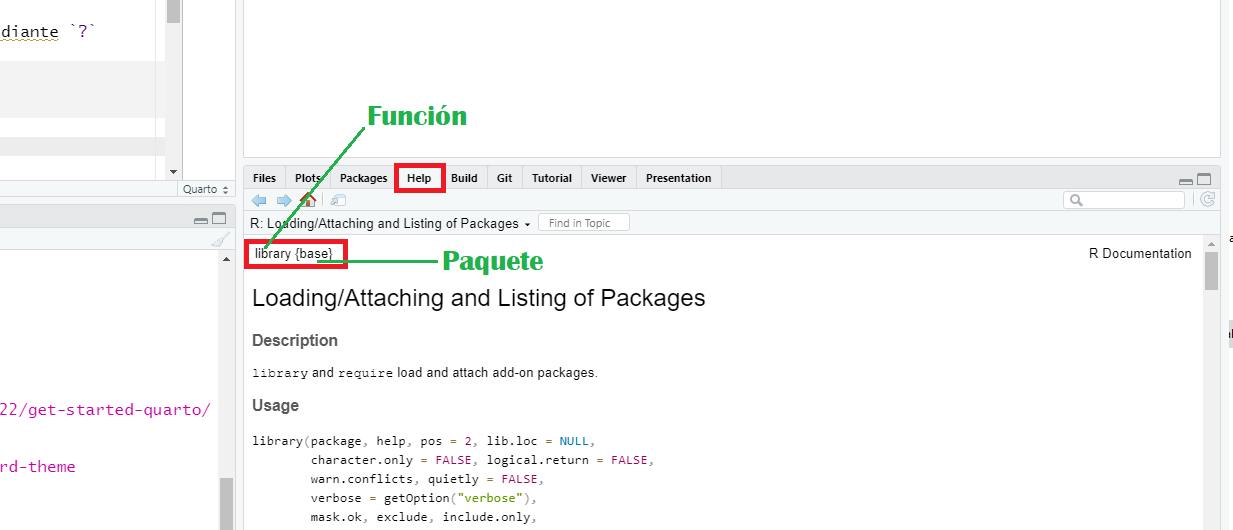 diante `?`
Función
Quarto
Files Plots Packages Help Build Git Tutorial Viewer Presentation
R: Loading/Attaching and Listing of Packages Find in Topic
library {base} R Documentation
Paquete
Loading/Attaching and Listing of Packages
Description
library and require load and attach add-on packages.
Usage
22/get-started-quarto/
library(package, help, pos = 2, lib.loc = NULL,
character.only = FALSE, logical.return = FALSE,
rd-theme
warn.conflicts, quietly = FALSE,
verbose = getOption("verbose"),
mask.ok, exclude, include.only,